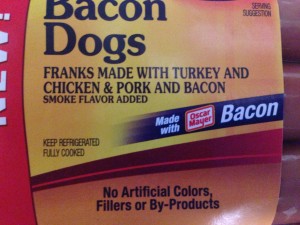 NEW!
Bacon
Dogs
SERVING
SUGGESTION
FRANKS MADE WITH TURKEY AND
CHICKEN & PORK AND BACON
SMOKE FLAVOR ADDED
Made
with
Oscar
Mayer
Bacon
KEEP REFRIGERATED
FULLY COOKED
No Artificial Colors,
Fillers or By-Products